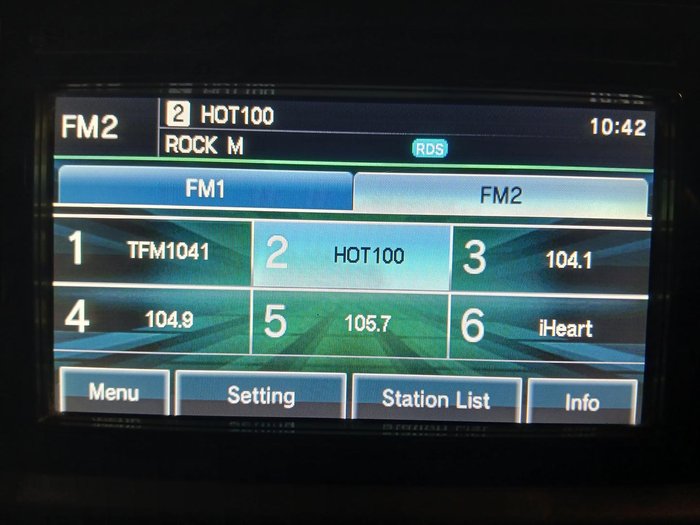 FM2
2 HOT100
10:42
ROCK M
RDS
FM1
FM2
1 TFM1041
2 HOT100
3 104.1
4 104.9
5 105.7
6 iHeart
Menu
Setting
Station List
Info